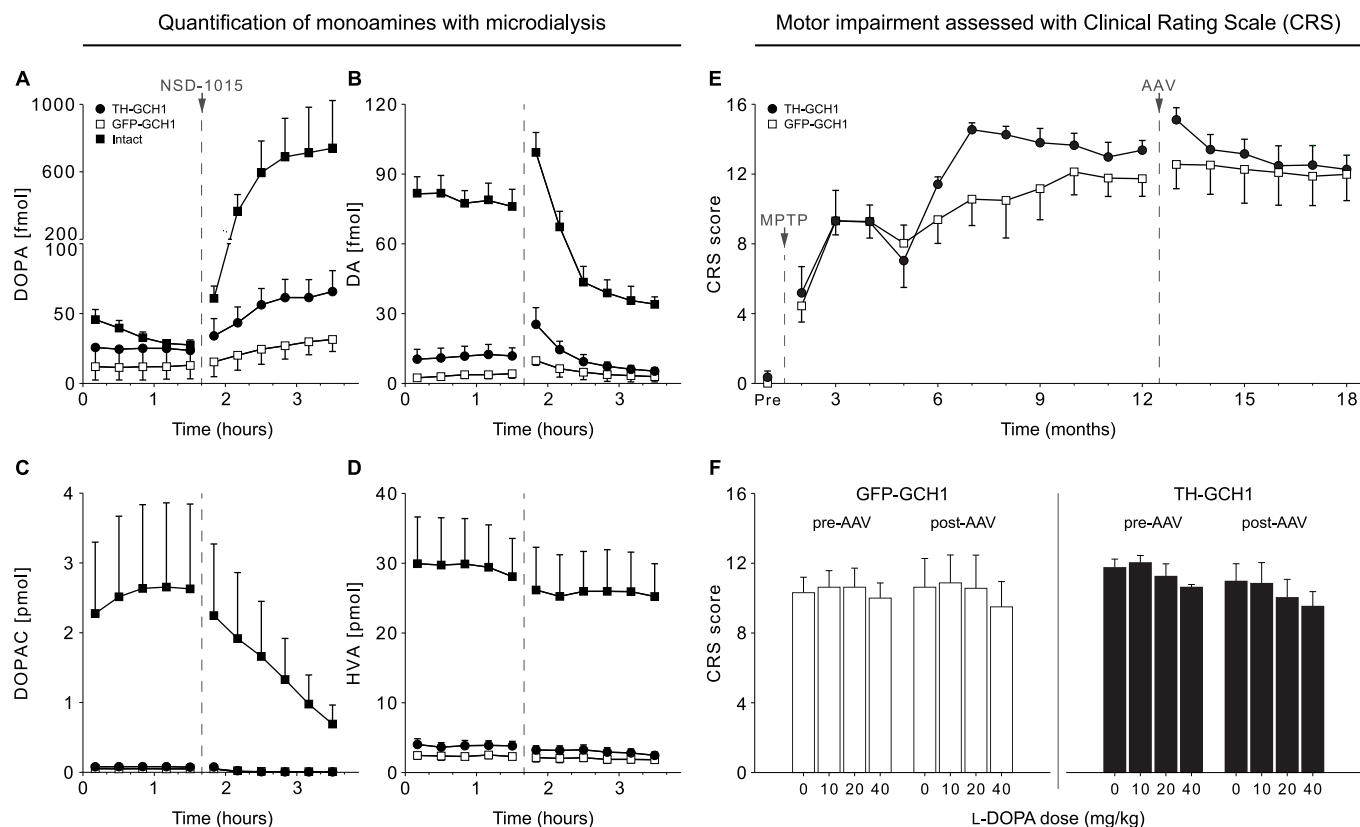 Quantification of monoamines with microdialysis
Motor impairment assessed with Clinical Rating Scale (CRS)
A
NSD-1015
1000
600
200
100
50
0
DOPA [fmol]
TH-GCH1
GFP-GCH1
Intact
0 1 2 3
Time (hours)
B
120
90
60
30
0
DA [fmol]
0 1 2 3
Time (hours)
C
4
3
2
1
0
DOPAC [pmol]
0 1 2 3
Time (hours)
D
40
30
20
10
0
HVA [pmol]
0 1 2 3
Time (hours)
E
16
12
8
4
0
CRS score
TH-GCH1
GFP-GCH1
MPTP
AAV
Pre 3 6 9 12 15 18
Time (months)
F
16
12
8
4
0
CRS score
GFP-GCH1
pre-AAV post-AAV
TH-GCH1
pre-AAV post-AAV
0 10 20 40 0 10 20 40 0 10 20 40 0 10 20 40
L-DOPA dose (mg/kg)